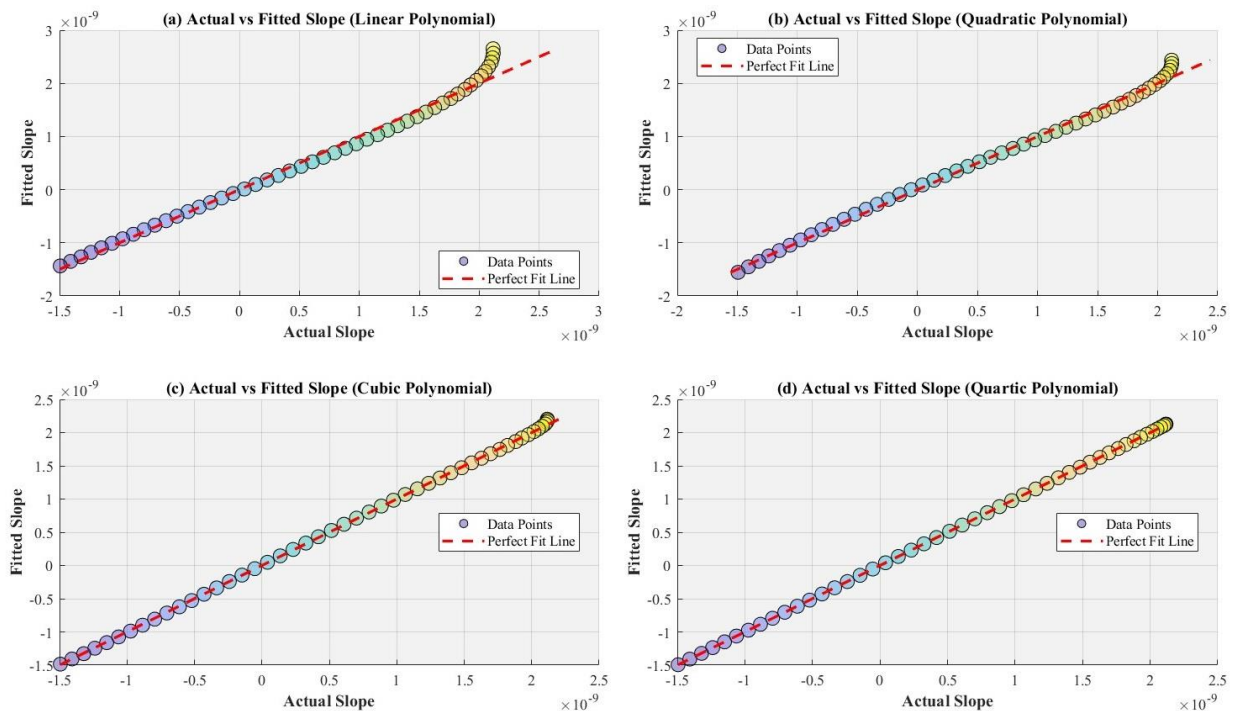 (a) Actual vs Fitted Slope (Linear Polynomial)
×10⁻⁹
3
2
1
0
-1
-2
Fitted Slope
-1.5 -1 -0.5 0 0.5 1 1.5 2 2.5 3
Actual Slope
×10⁻⁹
Data Points
Perfect Fit Line
(b) Actual vs Fitted Slope (Quadratic Polynomial)
×10⁻⁹
3
2
1
0
-1
-2
Fitted Slope
-2 -1.5 -1 -0.5 0 0.5 1 1.5 2 2.5
Actual Slope
×10⁻⁹
Data Points
Perfect Fit Line
(c) Actual vs Fitted Slope (Cubic Polynomial)
×10⁻⁹
2.5
2
1.5
1
0.5
0
-0.5
-1
-1.5
Fitted Slope
-1.5 -1 -0.5 0 0.5 1 1.5 2 2.5
Actual Slope
×10⁻⁹
Data Points
Perfect Fit Line
(d) Actual vs Fitted Slope (Quartic Polynomial)
×10⁻⁹
2.5
2
1.5
1
0.5
0
-0.5
-1
-1.5
Fitted Slope
-1.5 -1 -0.5 0 0.5 1 1.5 2 2.5
Actual Slope
×10⁻⁹
Data Points
Perfect Fit Line